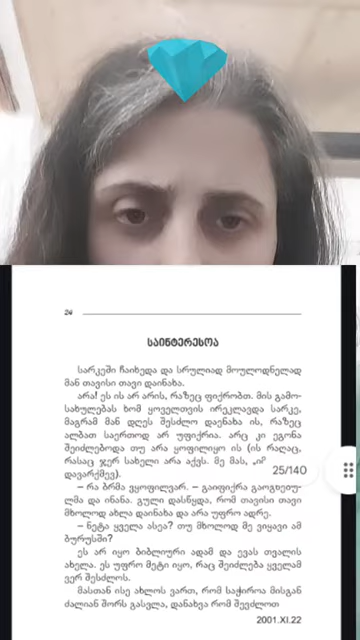 24
საინტერესოა
სარკეში ჩაიხედა და სრულიად მოულოდნელად
მან თავისი თავი დაინახა.
არა! ეს ის არ არის, რაზეც ფიქრობთ. მის გამო-
სახულებას ხომ ყოველთვის ირეკლავდა სარკე,
მაგრამ მან დღეს შესძლო დაენახა ის, რაზეც
ალბათ საერთოდ არ უფიქრია. არც კი ეგონა
შეიძლებოდა თუ არა ყოფილიყო ის (ის რაღაც,
რასაც ჯერ სახელი არა აქვს. მე მას,
დავარქმევ).
25/140
– რა ბრმა ვყოფილვარ. – გაიფიქრა
ლმა და ინანა. გული დასწყდა, რომ თავისი თავი
მხოლოდ ახლა დაინახა და არა უფრო ადრე.
– ნეტა ყველა ასეა? თუ მხოლოდ მე ვიყავი ამ
ბურუსში?
ეს არ იყო ბიბლიური ადამ და ევას თვალის
ახელა. ეს უფრო მეტი იყო, რაც შეიძლება ყველამ
ვერ შესძლოს.
მასთან ისე ახლოს ვართ, რომ საჭიროა მისგან
ძალიან შორს გასვლა, დანახვა რომ შევძლოთ
2001.XI.22